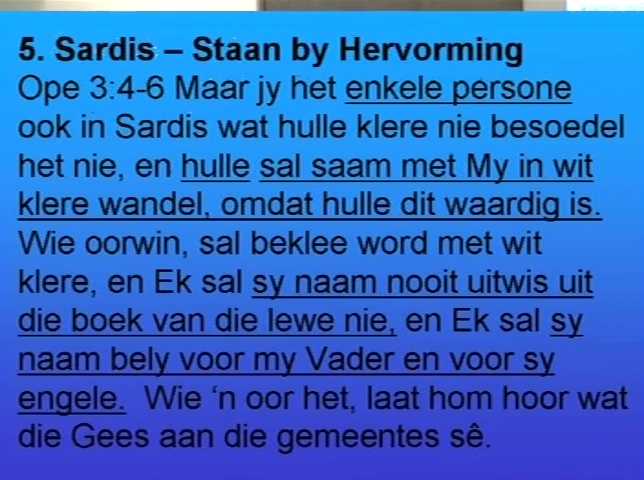 5. Sardis – Staan by Hervorming
Ope 3:4-6 Maar jy het enkele persone
ook in Sardis wat hulle klere nie besoedel
het nie, en hulle sal saam met My in wit
klere wandel, omdat hulle dit waardig is.
Wie oorwin, sal beklee word met wit
klere, en Ek sal sy naam nooit uitwis uit
die boek van die lewe nie, en Ek sal sy
naam bely voor my Vader en voor sy
engele. Wie ‘n oor het, laat hom hoor wat
die Gees aan die gemeentes sê.